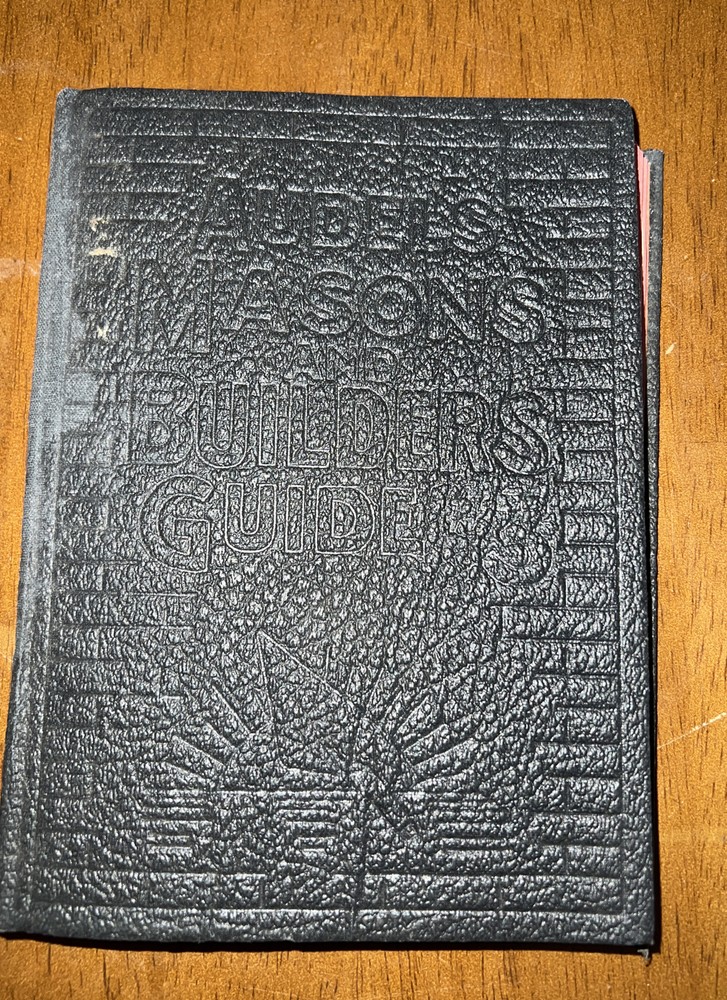 AUDELS
MASONS
AND
BUILDERS
GUIDE #3